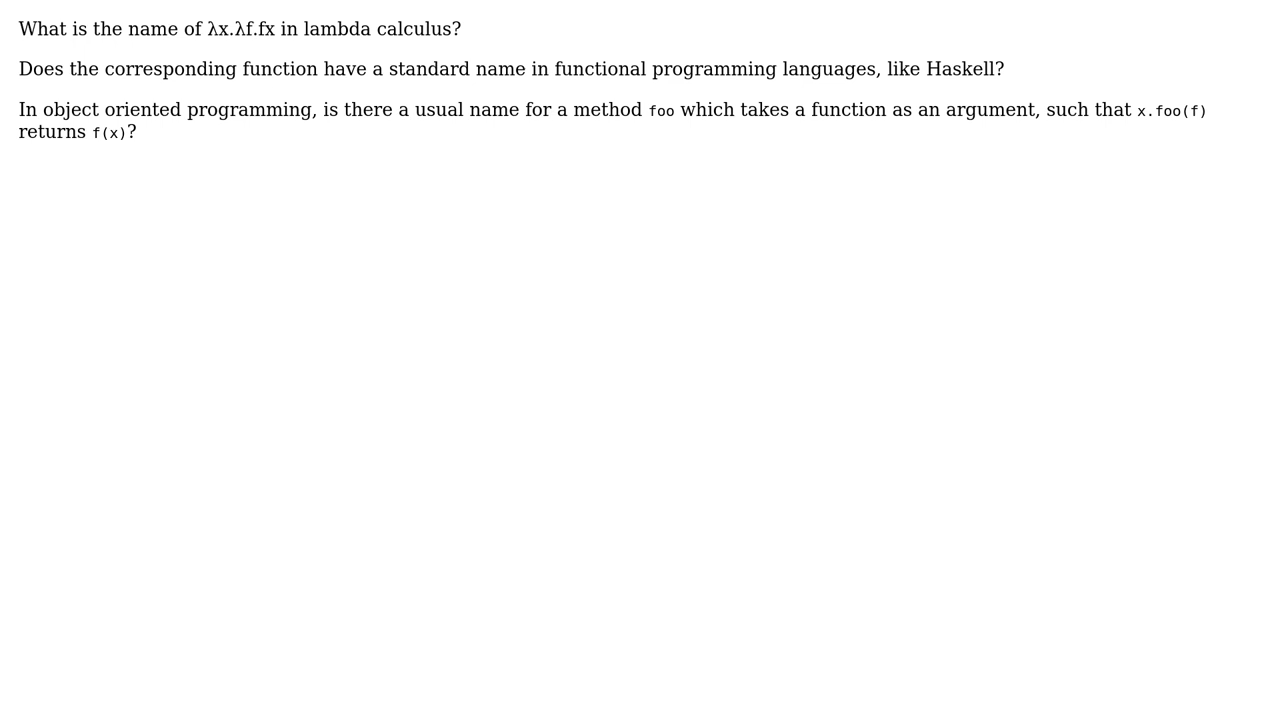 What is the name of λx.λf.fx in lambda calculus?
Does the corresponding function have a standard name in functional programming languages, like Haskell?
In object oriented programming, is there a usual name for a method foo which takes a function as an argument, such that x.foo(f)
returns f(x)?